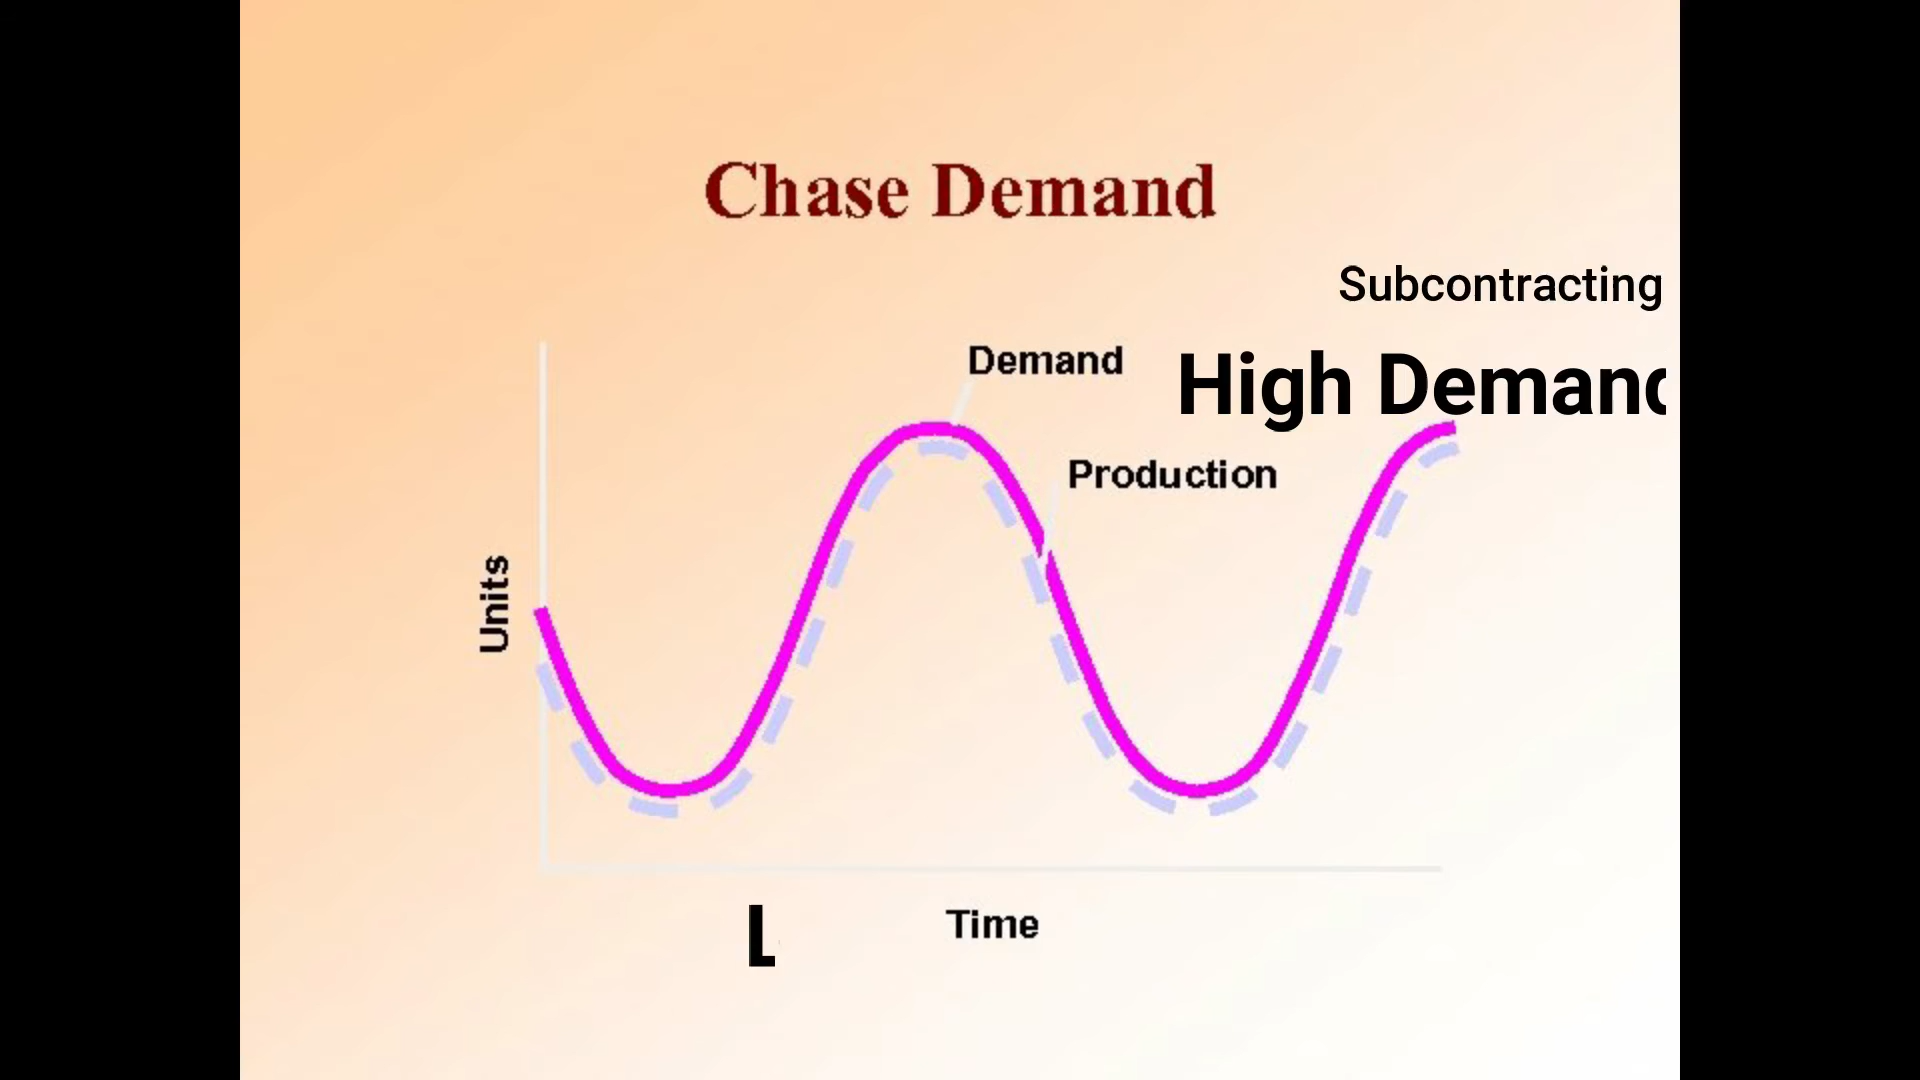 Chase Demand
Subcontracting
Demand
High Demand
Production
Units
Time
L